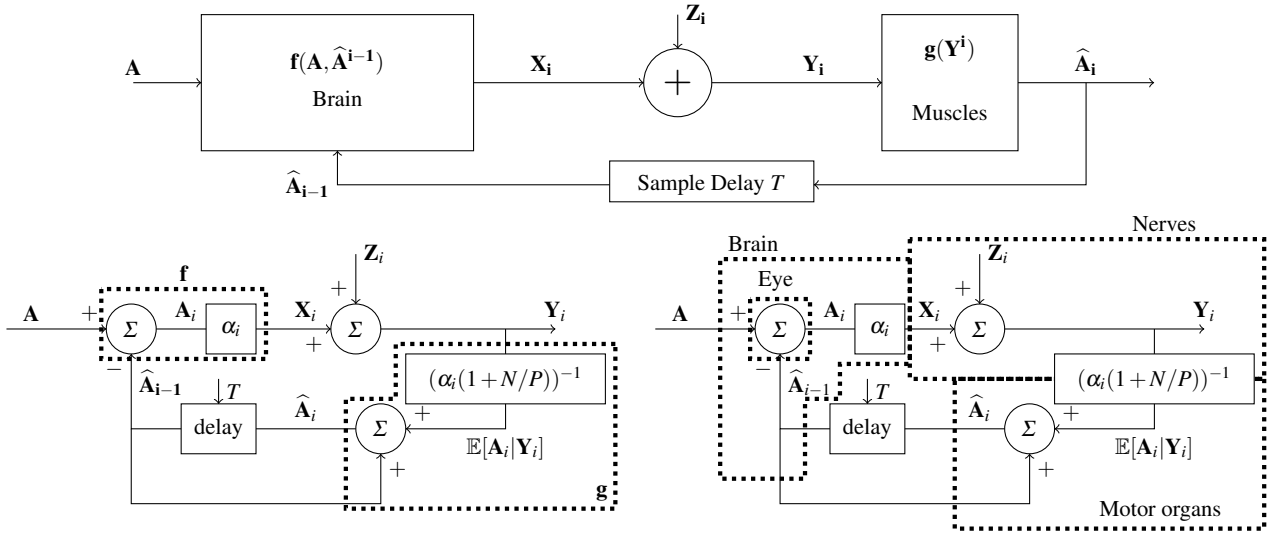 Z_i
f(A, Â^{i−1})
Brain
A
X_i
+
Y_i
g(Y^i)
Muscles
Â_i
Â_{i−1}
Sample Delay T
f
A
+
Σ
−
A_i
α_i
X_i
+
Z_i
+
Σ
Y_i
(α_i(1+N/P))^{−1}
Â_{i−1}
T
delay
Â_i
Σ
+
+
𝔼[A_i|Y_i]
g
Nerves
Brain
Eye
A
+
Σ
−
A_i
α_i
X_i
+
Z_i
+
Σ
Y_i
(α_i(1+N/P))^{−1}
Â_{i−1}
T
delay
Â_i
Σ
+
+
𝔼[A_i|Y_i]
Motor organs